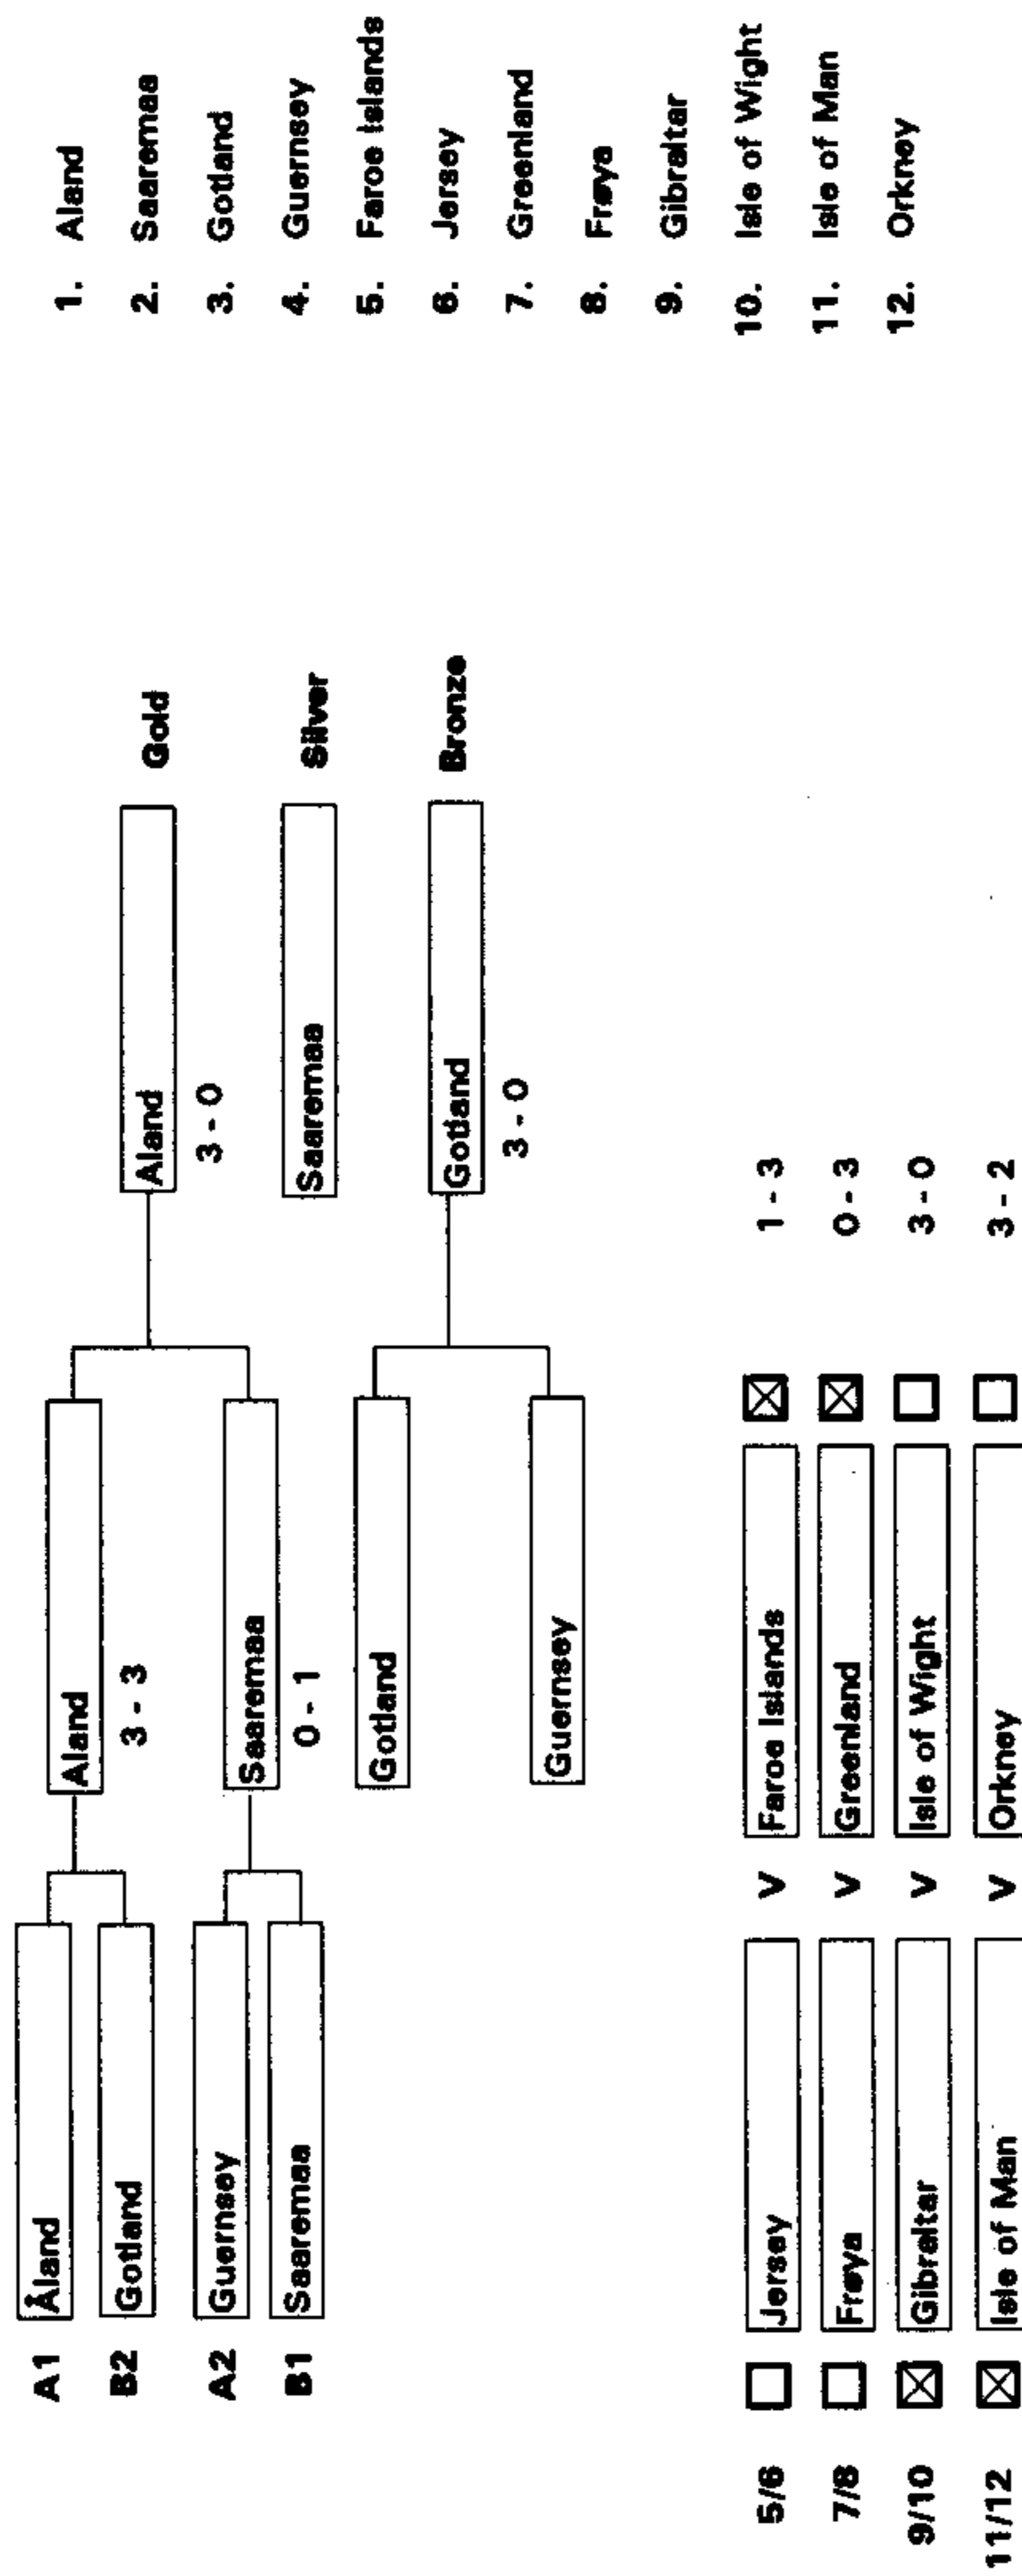 A1 Åland
B2 Gotland
A2 Guernsey
B1 Saaremaa
Aland
3 - 3
Saaremaa
0 - 1
Gotland
Guernsey
Aland Gold
3 - 0
Saaremaa Silver
Gotland Bronze
3 - 0
1. Aland
2. Saaremaa
3. Gotland
4. Guernsey
5. Faroe Islands
6. Jersey
7. Greenland
8. Frøya
9. Gibraltar
10. Isle of Wight
11. Isle of Man
12. Orkney
5/6 Jersey V Faroe Islands 1 - 3
7/8 Frøya V Greenland 0 - 3
9/10 Gibraltar V Isle of Wight 3 - 0
11/12 Isle of Man V Orkney 3 - 2